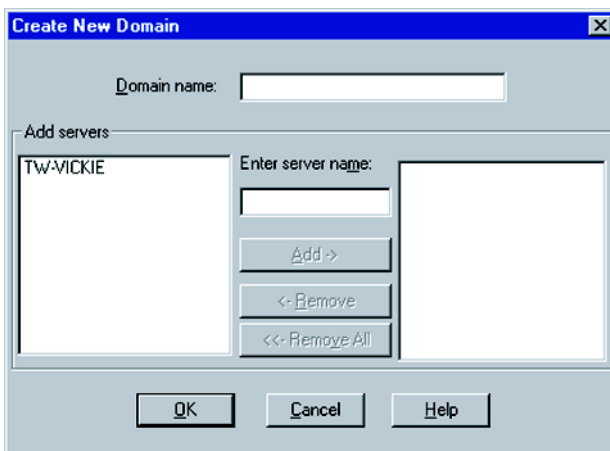 Create New Domain
Domain name:
Add servers
TW-VICKIE
Enter server name:
Add ->
<- Remove
<<- Remove All
OK
Cancel
Help